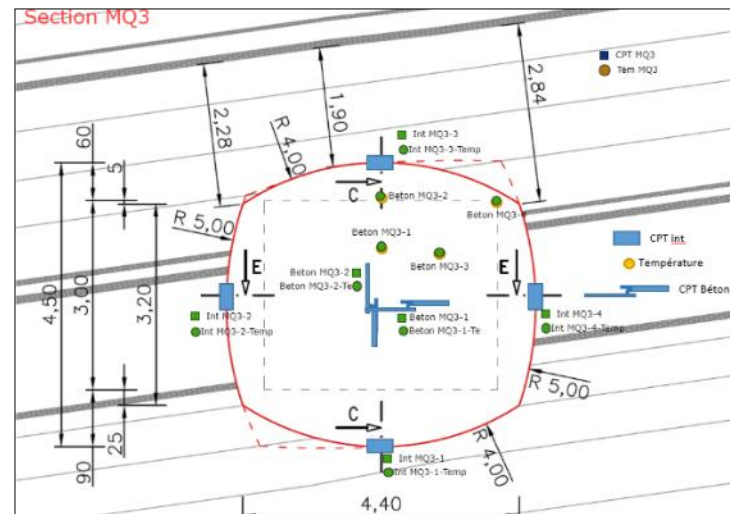 Section MQ3
CPT MQ3
Tem MQ3
2,28
1,90
2,84
R 4,00
Int MQ3-3
Int MQ3-3-Temp
60
5
C
Beton MQ3-2
R 5,00
Beton MQ3-1
Beton MQ3-3
E
E
CPT Int
Température
CPT Béton
4,50
3,00
3,20
Beton MQ3-2
Beton MQ3-2-Te
Int MQ3-2
Int MQ3-2-Temp
Beton MQ3-1
Beton MQ3-1-Te
Int MQ3-4
Int MQ3-4-Temp
R 5,00
90
25
C
R 4,00
Int MQ3-1
Int MQ3-1-Temp
4,40